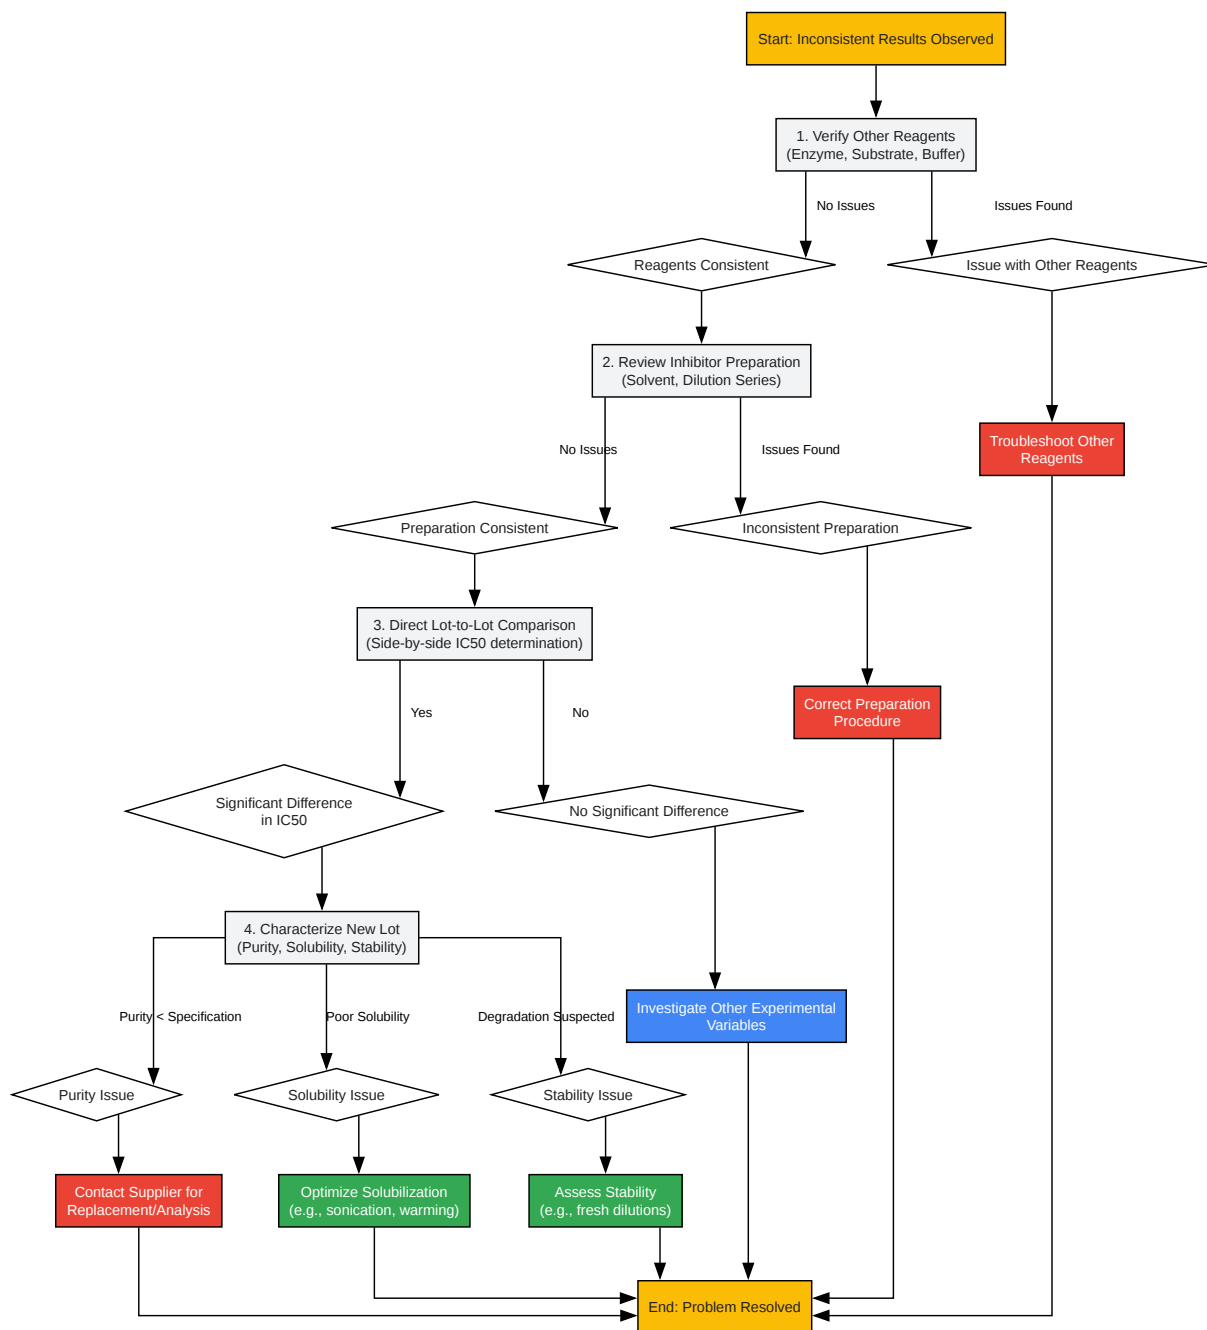 Start: Inconsistent Results Observed
1. Verify Other Reagents
(Enzyme, Substrate, Buffer)
No Issues
Issues Found
Reagents Consistent
Issue with Other Reagents
2. Review Inhibitor Preparation
(Solvent, Dilution Series)
Troubleshoot Other
Reagents
No Issues
Issues Found
Preparation Consistent
Inconsistent Preparation
3. Direct Lot-to-Lot Comparison
(Side-by-side IC50 determination)
Correct Preparation
Procedure
Yes
No
Significant Difference
in IC50
No Significant Difference
4. Characterize New Lot
(Purity, Solubility, Stability)
Investigate Other Experimental
Variables
Purity < Specification
Poor Solubility
Degradation Suspected
Purity Issue
Solubility Issue
Stability Issue
Contact Supplier for
Replacement/Analysis
Optimize Solubilization
(e.g., sonication, warming)
Assess Stability
(e.g., fresh dilutions)
End: Problem Resolved